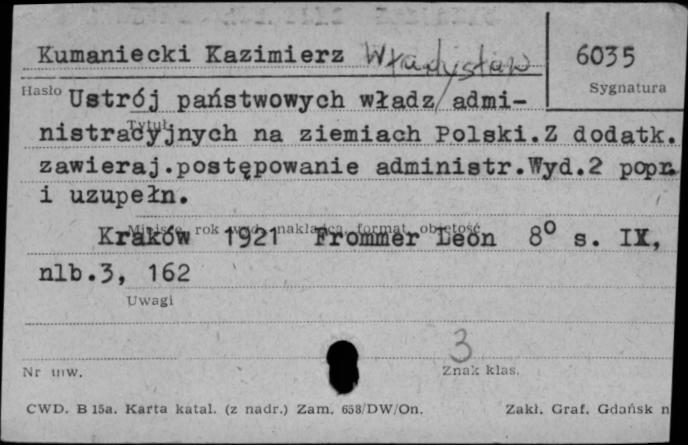 Kumaniecki Kazimierz Władysław 6035
Hasło Sygnatura
Ustrój państwowych władz admi-
Tytuł
nistracyjnych na ziemiach Polski.Z dodatk.
zawieraj.postępowanie administr.Wyd.2 popr.
i uzupełn.
Miejsce, rok wyd., nakładca, format, objętość
Kraków 1921 Frommer Leon 8° s. IX,
nlb.3, 162
Uwagi
3
Nr inw. Znak klas.
CWD. B 15a. Karta katal. (z nadr.) Zam. 658/DW/On. Zakł. Graf. Gdańsk n